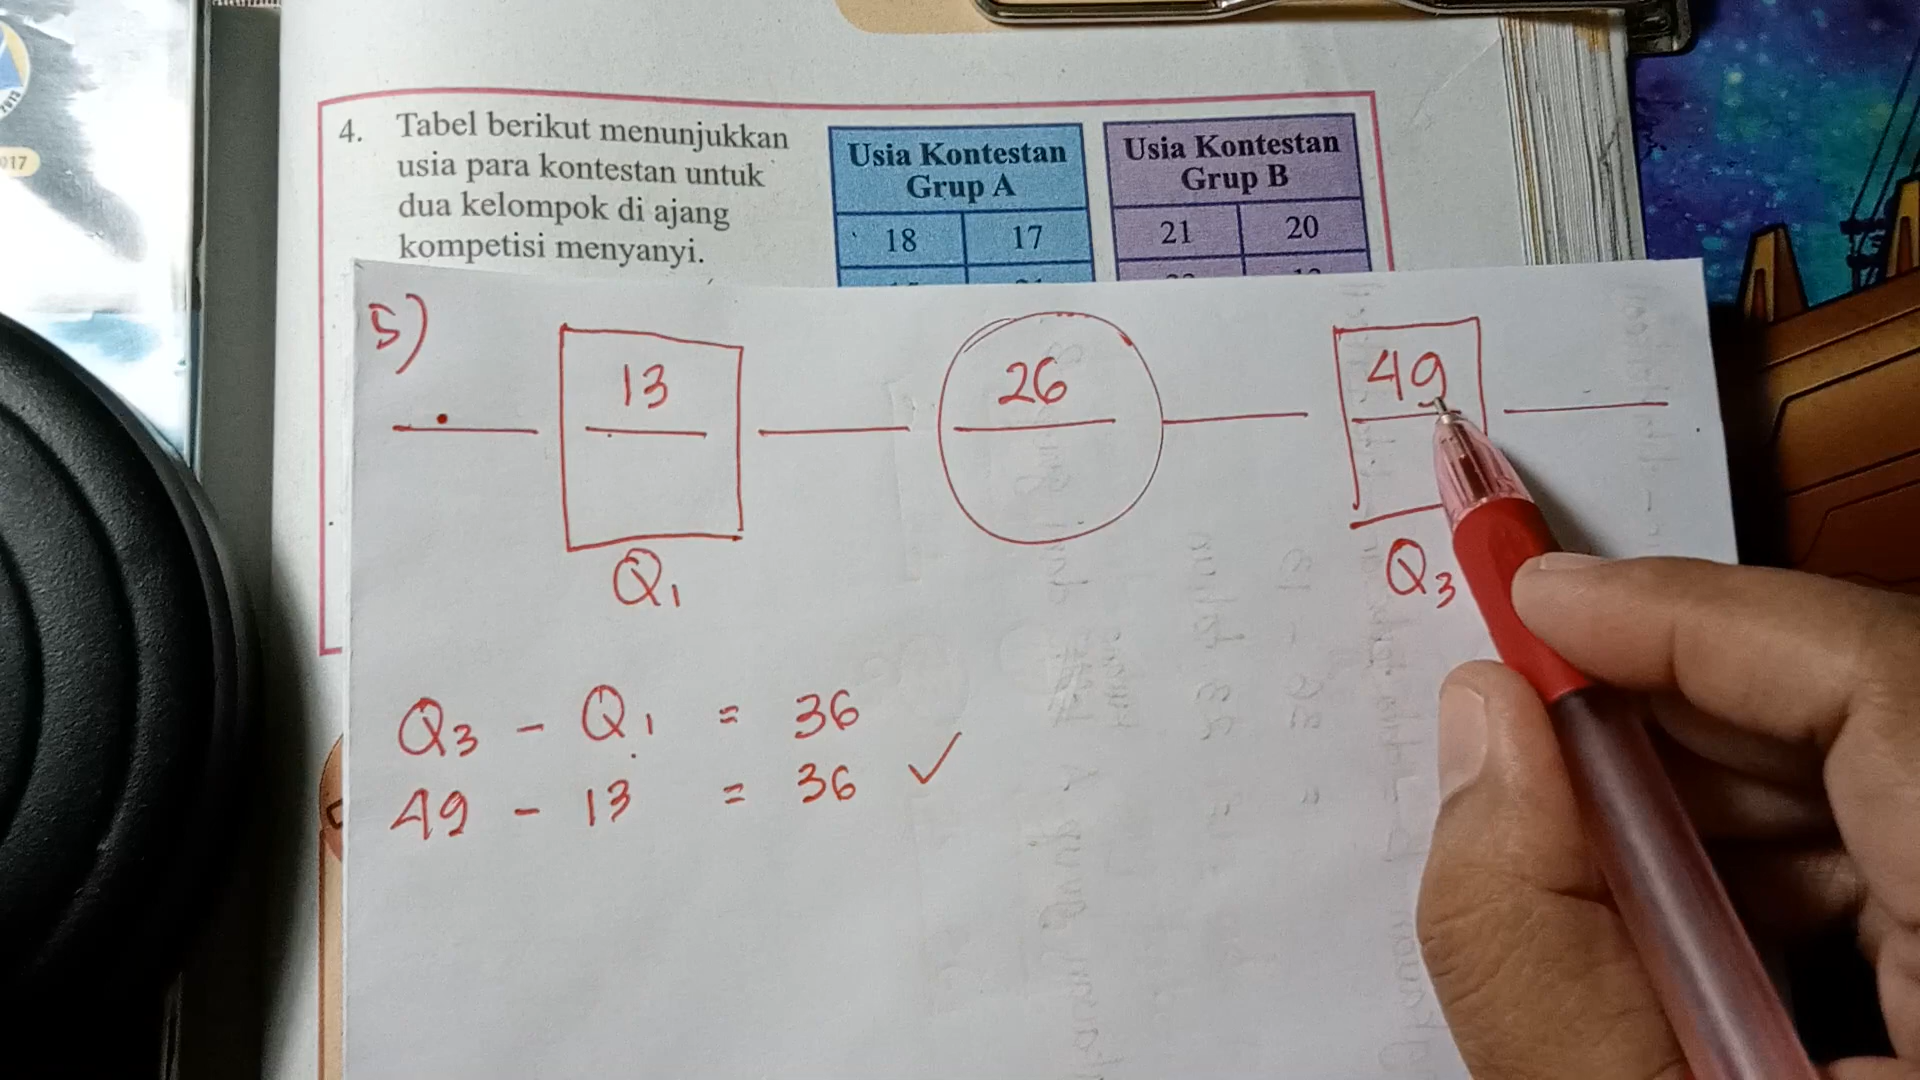 4. Tabel berikut menunjukkan
usia para kontestan untuk
dua kelompok di ajang
kompetisi menyanyi.
Usia Kontestan
Grup A
18 17
Usia Kontestan
Grup B
21 20
5)
13 26 49
Q1 Q3
Q3 - Q1 = 36
49 - 13 = 36 ✓